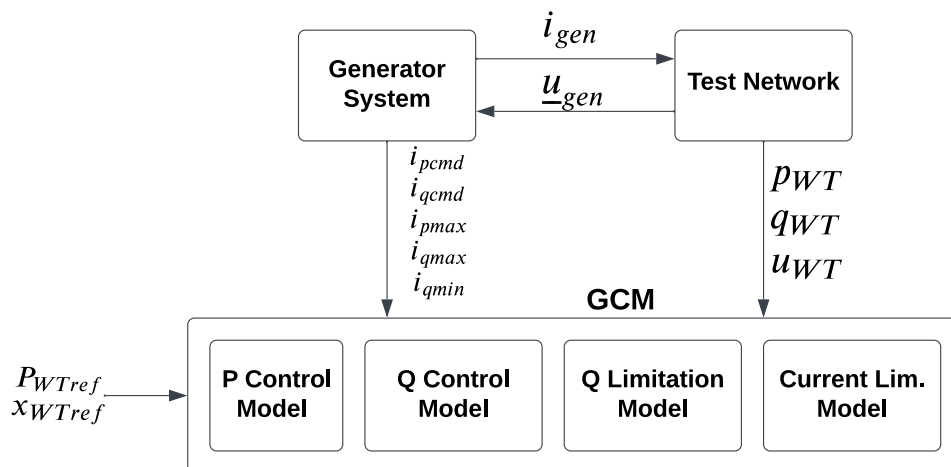 i_gen
Generator
System
u_gen
Test Network
i_pcmd
i_qcmd
i_pmax
i_qmax
i_qmin
p_WT
q_WT
u_WT
GCM
P_WTref
x_WTref
P Control
Model
Q Control
Model
Q Limitation
Model
Current Lim.
Model